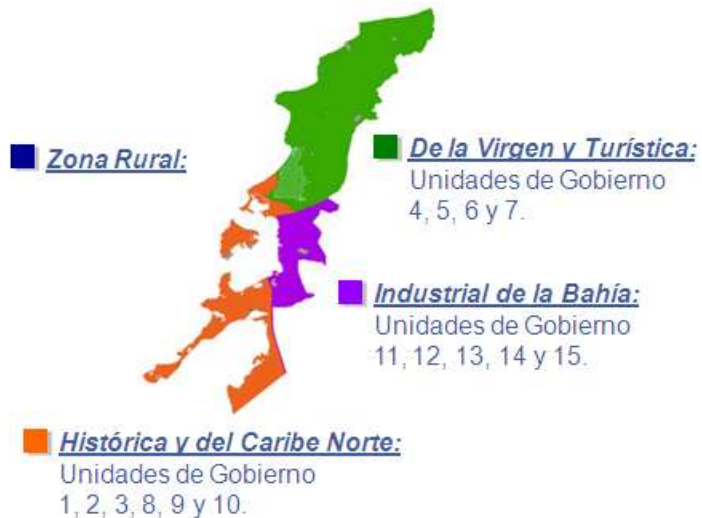 Zona Rural:
De la Virgen y Turística:
Unidades de Gobierno
4, 5, 6 y 7.
Industrial de la Bahía:
Unidades de Gobierno
11, 12, 13, 14 y 15.
Histórica y del Caribe Norte:
Unidades de Gobierno
1, 2, 3, 8, 9 y 10.